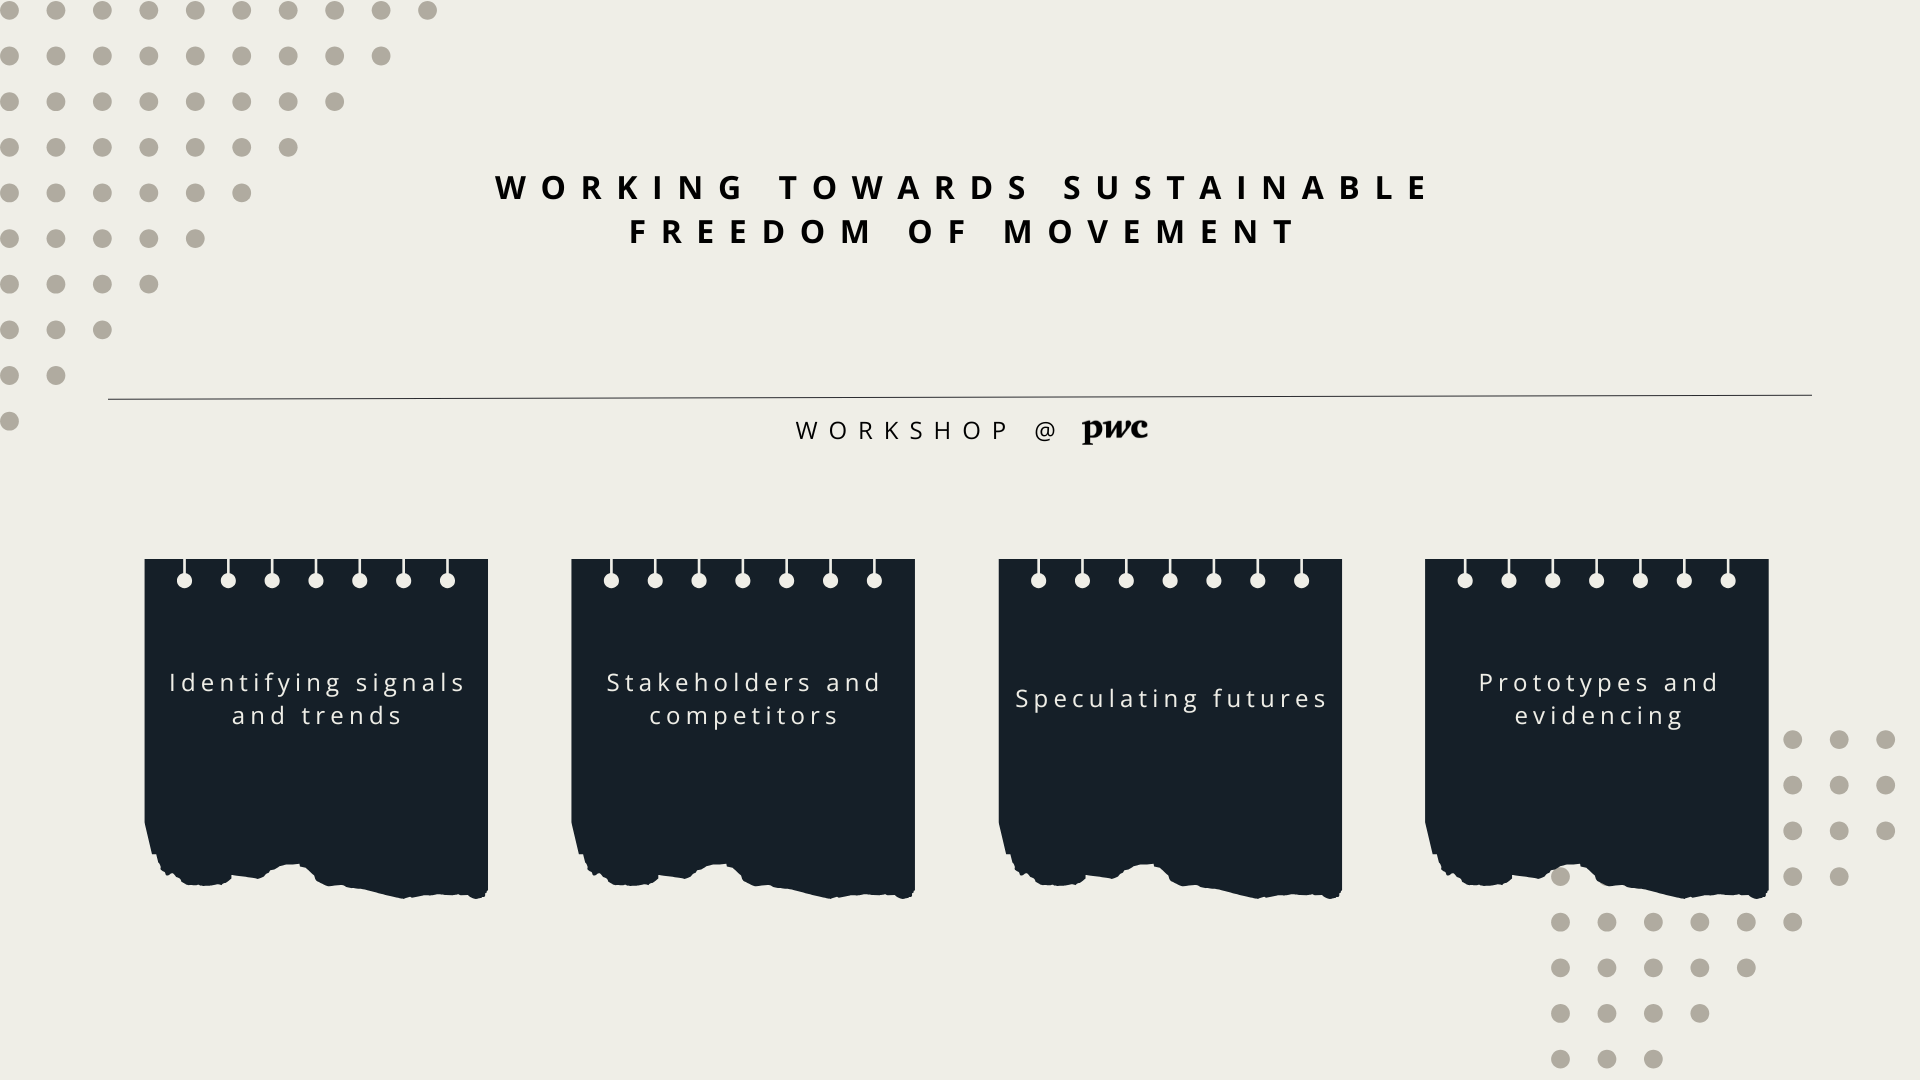 WORKING TOWARDS SUSTAINABLE
FREEDOM OF MOVEMENT
WORKSHOP @ pwc
Identifying signals
and trends
Stakeholders and
competitors
Speculating futures
Prototypes and
evidencing